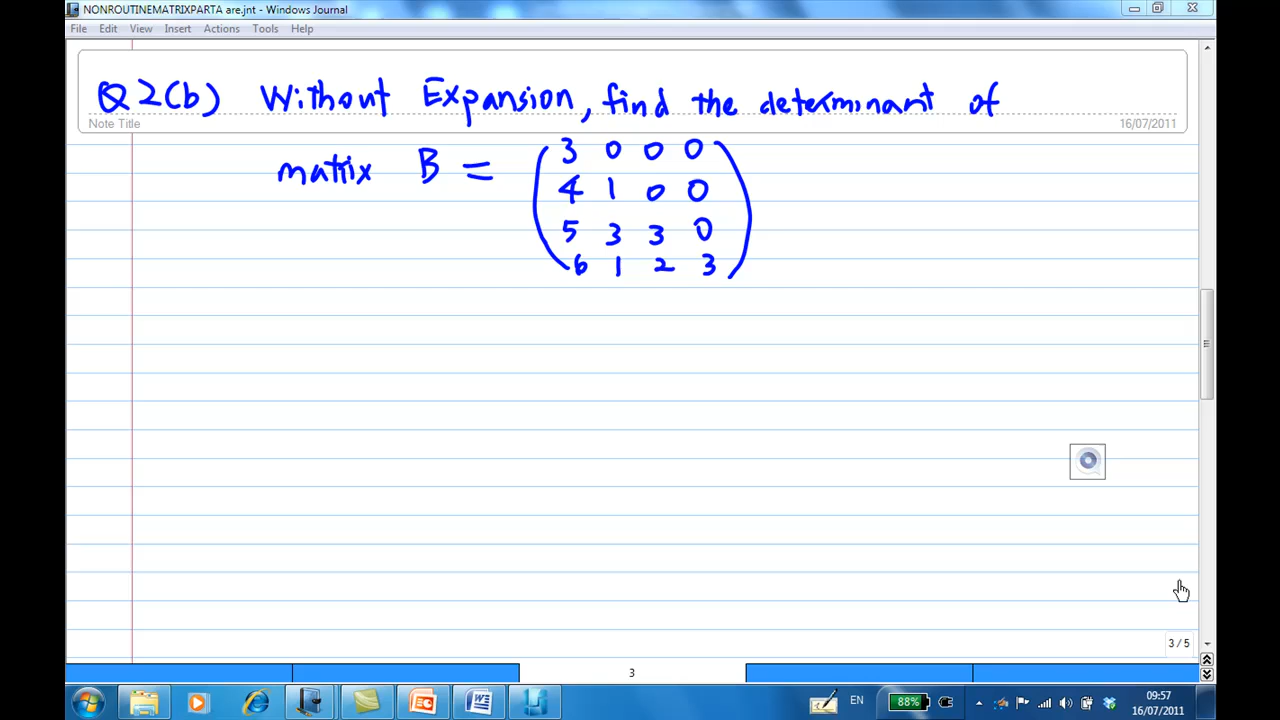 NONROUTINEMATRIXPARTA are.jnt - Windows Journal
File Edit View Insert Actions Tools Help
Q2(b) Without Expansion, find the determinant of
Note Title 16/07/2011
matrix B = (3 0 0 0
4 1 0 0
5 3 3 0
6 1 2 3)
3 / 5
3
EN 88% 09:57
16/07/2011